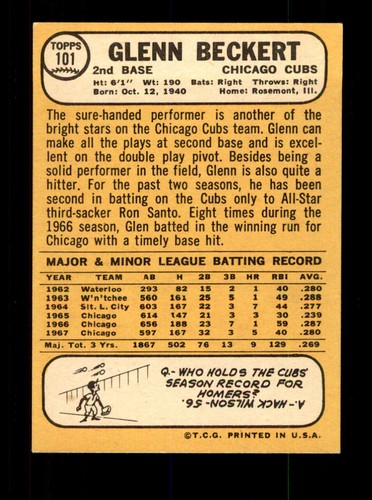 TOPPS
101
GLENN BECKERT
2nd BASE CHICAGO CUBS
Ht: 6'1" Wt: 190 Bats: Right Throws: Right
Born: Oct. 12, 1940 Home: Rosemont, Ill.
The sure-handed performer is another of the
bright stars on the Chicago Cubs team. Glenn can
make all the plays at second base and is excel-
lent on the double play pivot. Besides being a
solid performer in the field, Glenn is also quite a
hitter. For the past two seasons, he has been
second in batting on the Cubs only to All-Star
third-sacker Ron Santo. Eight times during the
1966 season, Glen batted in the winning run for
Chicago with a timely base hit.
MAJOR & MINOR LEAGUE BATTING RECORD
YEAR TEAM AB H 2B 3B HR RBI AVG.
1962 Waterloo 293 82 15 2 1 40 .280
1963 W'n'tchee 560 161 25 5 4 49 .288
1964 Slt. L. City 603 167 22 3 7 44 .277
1965 Chicago 614 147 21 3 3 30 .239
1966 Chicago 656 188 23 7 1 59 .287
1967 Chicago 597 167 32 3 5 40 .280
Maj. Tot. 3 Yrs. 1867 502 76 13 9 129 .269
Q.- WHO HOLDS THE CUBS'
SEASON RECORD FOR
HOMERS?
A.- HACK WILSON-56.
©T.C.G. PRINTED IN U.S.A.